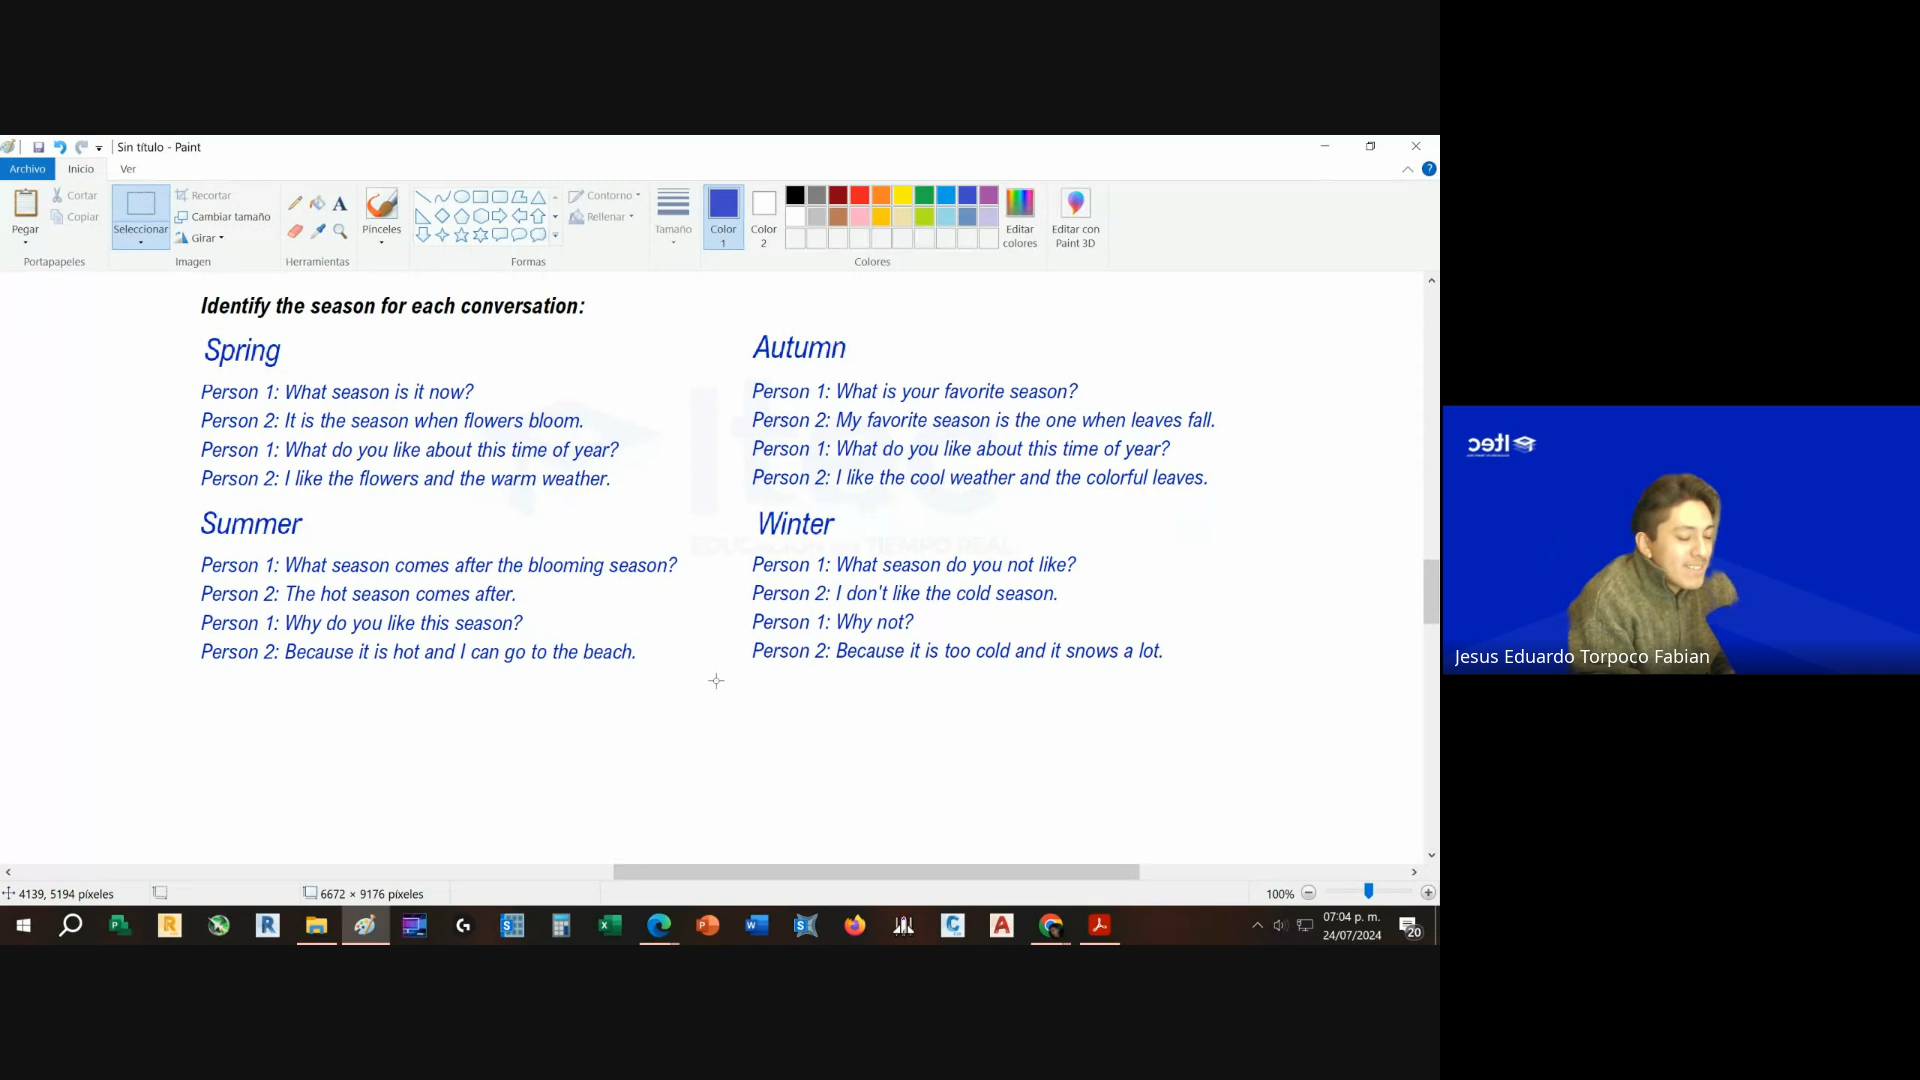 Sin título - Paint
Archivo
Inicio
Ver
Pegar
Cortar
Copiar
Portapapeles
Seleccionar
Recortar
Cambiar tamaño
Girar
Imagen
Herramientas
Pinceles
Formas
Contorno
Rellenar
Tamaño
Color 1
Color 2
Editar colores
Editar con Paint 3D
Colores
Identify the season for each conversation:
Spring
Person 1: What season is it now?
Person 2: It is the season when flowers bloom.
Person 1: What do you like about this time of year?
Person 2: I like the flowers and the warm weather.
Summer
Person 1: What season comes after the blooming season?
Person 2: The hot season comes after.
Person 1: Why do you like this season?
Person 2: Because it is hot and I can go to the beach.
Autumn
Person 1: What is your favorite season?
Person 2: My favorite season is the one when leaves fall.
Person 1: What do you like about this time of year?
Person 2: I like the cool weather and the colorful leaves.
Winter
Person 1: What season do you not like?
Person 2: I don't like the cold season.
Person 1: Why not?
Person 2: Because it is too cold and it snows a lot.
Itec
Jesus Eduardo Torpoco Fabian
4139, 5194 píxeles
6672 × 9176 píxeles
100%
07:04 p. m.
24/07/2024
20